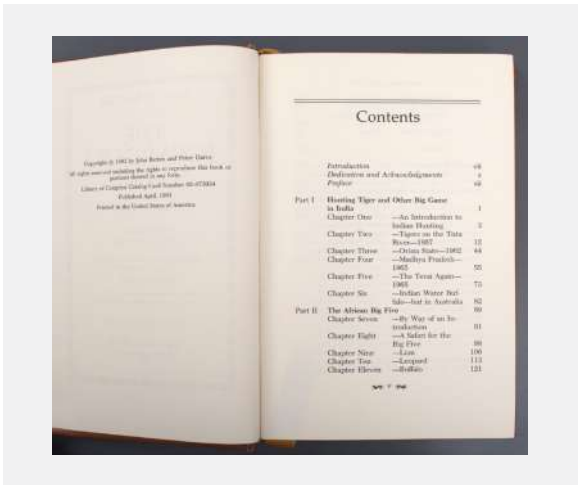 Copyright © 1982 by John Batten and Peter
All rights reserved including the rights to reproduce this book or
portions thereof in any form.
Library of Congress Catalog Card Number
Published April, 1983
Printed in the United States of America
Contents
Introduction vii
Dedication and Acknowledgments x
Preface xii
Part I Hunting Tiger and Other Big Game
in India 1
Chapter One —An Introduction to
Indian Hunting 3
Chapter Two —Tigers on the
River—1957 12
Chapter Three —Orissa State—1962 44
Chapter Four —Madhya Pradesh—
1965 55
Chapter Five —The Terai Again—
1968 73
Chapter Six —Indian Water Buf-
falo—but in Australia 82
Part II The African Big Five 89
Chapter Seven —By Way of an In-
troduction 91
Chapter Eight —A Safari for the
Big Five 98
Chapter Nine —Lion 106
Chapter Ten —Leopard 113
Chapter Eleven —Buffalo 121
v